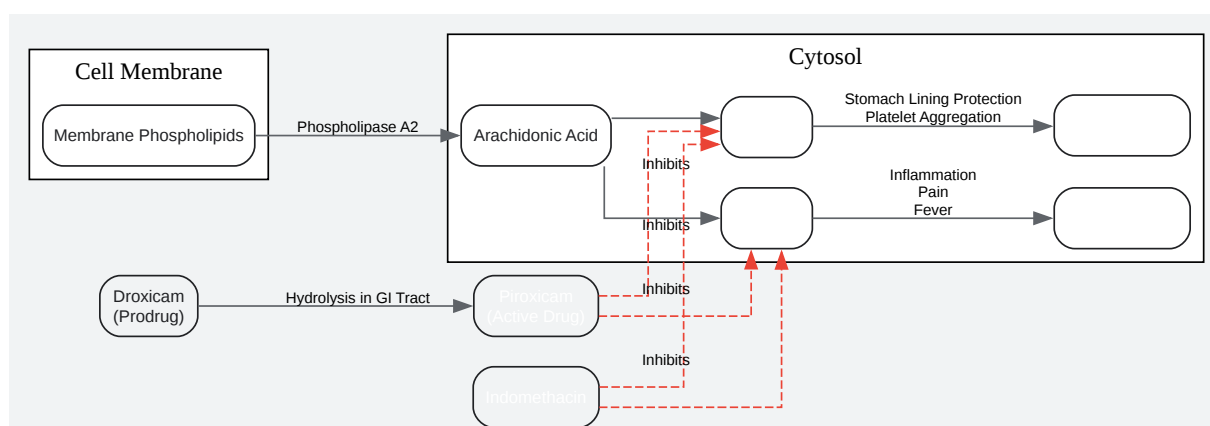 Cell Membrane
Cytosol
Membrane Phospholipids
Phospholipase A2
Arachidonic Acid
Stomach Lining Protection
Platelet Aggregation
Inhibits
Inflammation
Pain
Fever
Inhibits
Droxicam
(Prodrug)
Hydrolysis in GI Tract
Piroxicam
(Active Drug)
Inhibits
Inhibits
Indomethacin